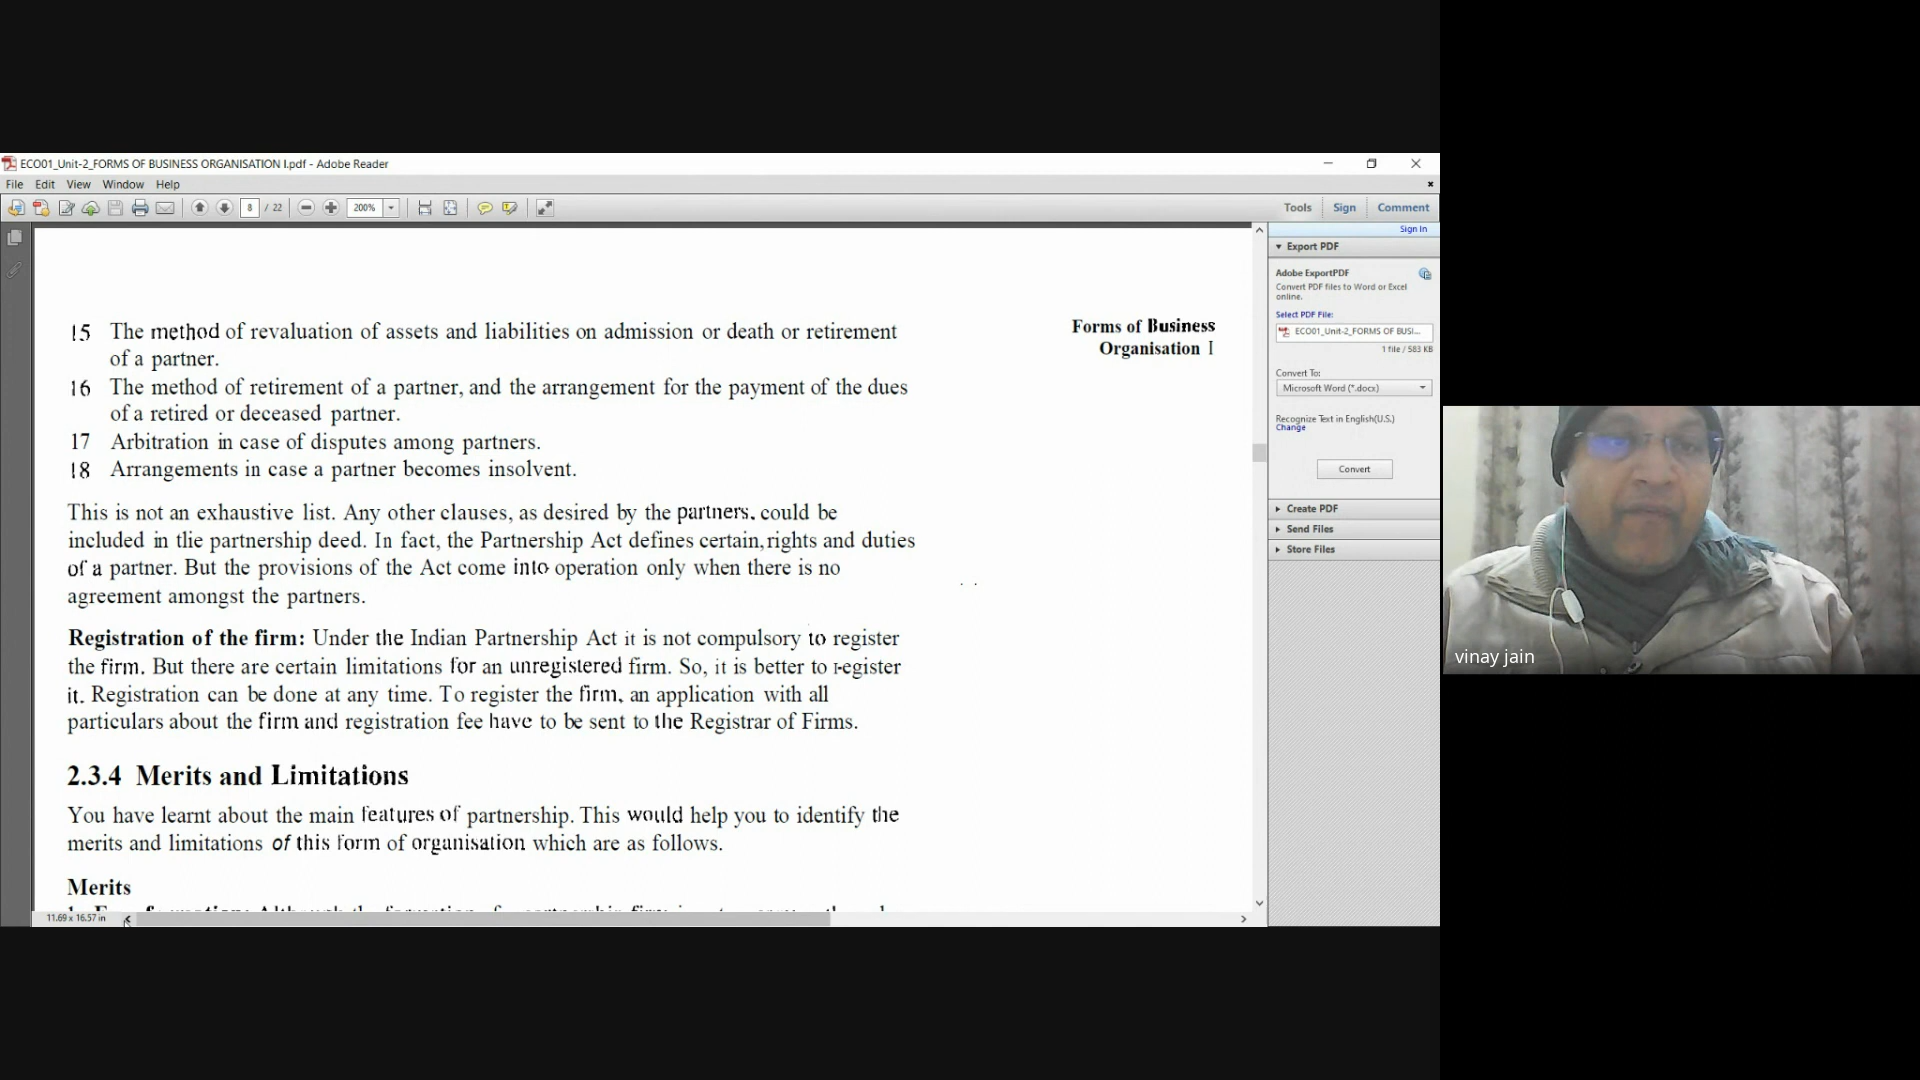 ECO01_Unit-2_FORMS OF BUSINESS ORGANISATION I.pdf - Adobe Reader
File Edit View Window Help
8 / 22 200% Tools Sign Comment
Sign In
Export PDF
Adobe ExportPDF
Convert PDF files to Word or Excel
online.
Select PDF File:
ECO01_Unit-2_FORMS OF BUSI...
1 file / 583 KB
Convert To:
Microsoft Word (*.docx)
Recognize Text in English(U.S.)
Change
Convert
Create PDF
Send Files
Store Files
Forms of Business
Organisation I
15 The method of revaluation of assets and liabilities on admission or death or retirement
of a partner.
16 The method of retirement of a partner, and the arrangement for the payment of the dues
of a retired or deceased partner.
17 Arbitration in case of disputes among partners.
18 Arrangements in case a partner becomes insolvent.
This is not an exhaustive list. Any other clauses, as desired by the partners, could be
included in tlie partnership deed. In fact, the Partnership Act defines certain, rights and duties
of a partner. But the provisions of the Act come into operation only when there is no
agreement amongst the partners.
Registration of the firm: Under the Indian Partnership Act it is not compulsory to register
the firm. But there are certain limitations for an unregistered firm. So, it is better to register
it. Registration can be done at any time. To register the firm, an application with all
particulars about the firm and registration fee have to be sent to the Registrar of Firms.
2.3.4 Merits and Limitations
You have learnt about the main features of partnership. This would help you to identify the
merits and limitations of this form of organisation which are as follows.
Merits
11.69 x 16.57 in
vinay jain